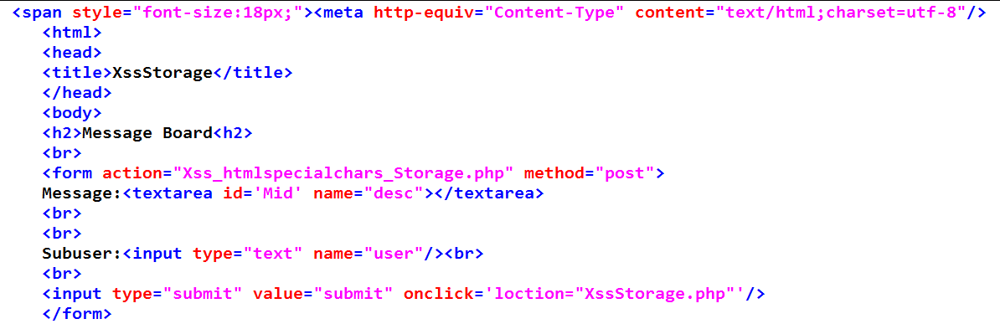 <span style="font-size:18px;"><meta http-equiv="Content-Type" content="text/html;charset=utf-8"/>
<html>
<head>
<title>XssStorage</title>
</head>
<body>
<h2>Message Board<h2>
<br>
<form action="Xss_htmlspecialchars_Storage.php" method="post">
Message:<textarea id='Mid' name="desc"></textarea>
<br>
<br>
Subuser:<input type="text" name="user"/><br>
<br>
<input type="submit" value="submit" onclick='loction="XssStorage.php"'/>
</form>